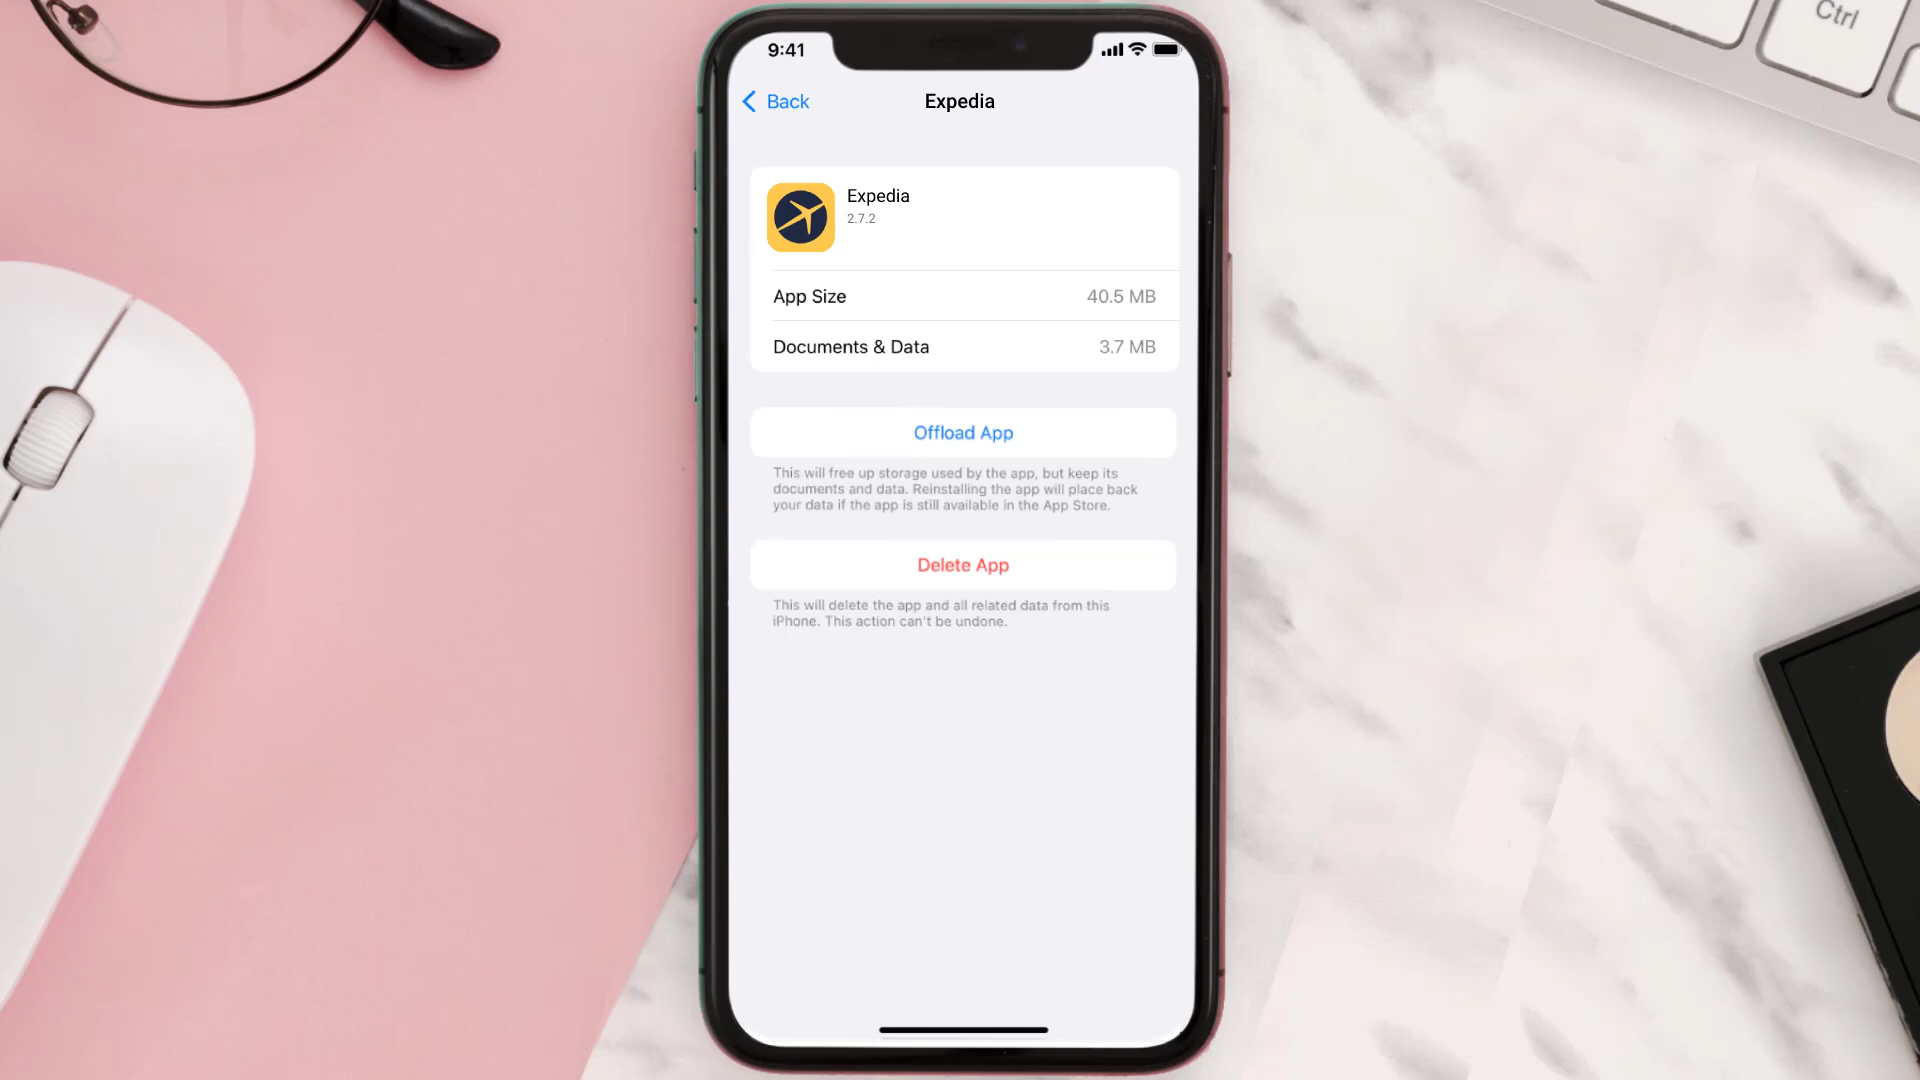 Ctrl
9:41
Back
Expedia
Expedia
2.7.2
App Size
40.5 MB
Documents & Data
3.7 MB
Offload App
This will free up storage used by the app, but keep its
documents and data. Reinstalling the app will place back
your data if the app is still available in the App Store.
Delete App
This will delete the app and all related data from this
iPhone. This action can't be undone.